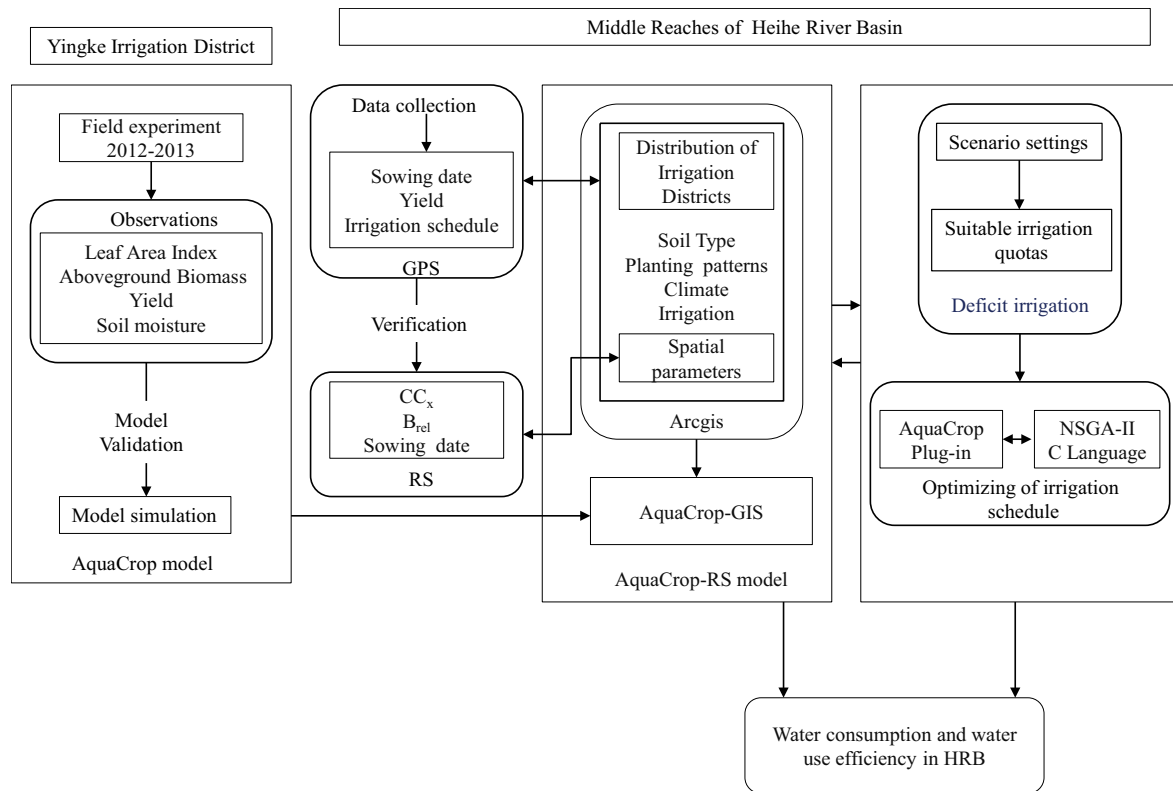 Yingke Irrigation District
Middle Reaches of Heihe River Basin
Field experiment
2012-2013
Observations
Leaf Area Index
Aboveground Biomass
Yield
Soil moisture
Model
Validation
Model simulation
AquaCrop model
Data collection
Sowing date
Yield
Irrigation schedule
GPS
Verification
CCx
Brel
Sowing date
RS
Distribution of
Irrigation
Districts
Soil Type
Planting patterns
Climate
Irrigation
Spatial
parameters
Arcgis
AquaCrop-GIS
AquaCrop-RS model
Scenario settings
Suitable irrigation
quotas
Deficit irrigation
AquaCrop
Plug-in
NSGA-II
C Language
Optimizing of irrigation
schedule
Water consumption and water
use efficiency in HRB